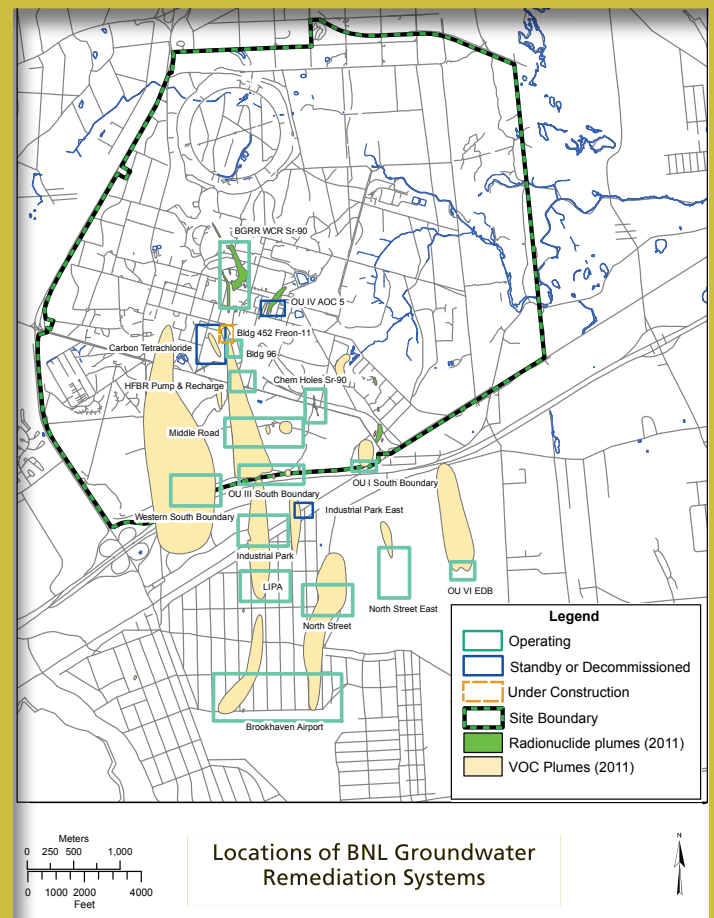 BGRR WCR Sr-90
OU IV AOC 5
Bldg 452 Freon-11
Carbon Tetrachloride
Bldg 96
HFBR Pump & Recharge
Chem Holes Sr-90
Middle Road
OU I South Boundary
OU III South Boundary
Western South Boundary
Industrial Park East
Industrial Park
LIPA
OU VI EDB
North Street East
North Street
Brookhaven Airport
Legend
Operating
Standby or Decommissioned
Under Construction
Site Boundary
Radionuclide plumes (2011)
VOC Plumes (2011)
Meters
0 250 500 1,000
0 1000 2000 4000
Feet
Locations of BNL Groundwater
Remediation Systems
N